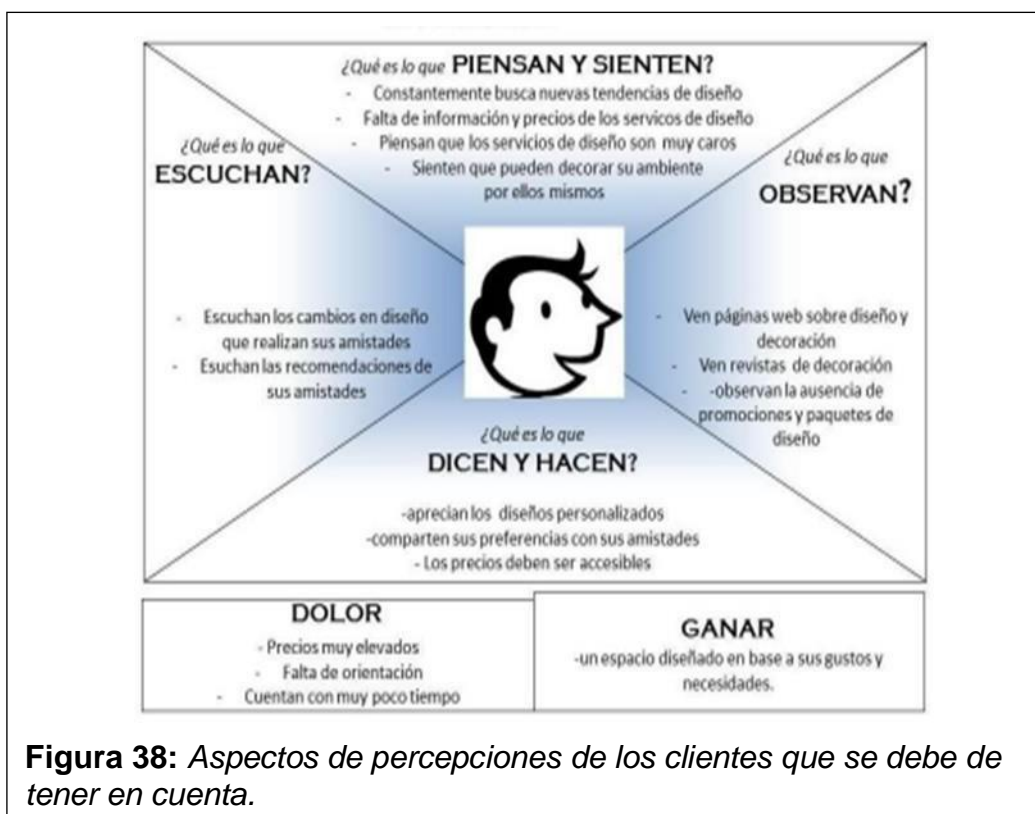 ¿Qué es lo que PIENSAN Y SIENTEN?
- Constantemente busca nuevas tendencias de diseño
- Falta de información y precios de los servicos de diseño
- Piensan que los servicios de diseño son muy caros
- Sienten que pueden decorar su ambiente
por ellos mismos
¿Qué es lo que
ESCUCHAN?
- Escuchan los cambios en diseño
que realizan sus amistades
- Esuchan las recomendaciones de
sus amistades
¿Qué es lo que
OBSERVAN?
- Ven páginas web sobre diseño y
decoración
- Ven revistas de decoración
- -observan la ausencia de
promociones y paquetes de
diseño
¿Qué es lo que
DICEN Y HACEN?
-aprecian los diseños personalizados
-comparten sus preferencias con sus amistades
- Los precios deben ser accesibles
DOLOR
- Precios muy elevados
- Falta de orientación
- Cuentan con muy poco tiempo
GANAR
-un espacio diseñado en base a sus gustos y
necesidades.
Figura 38: Aspectos de percepciones de los clientes que se debe de
tener en cuenta.